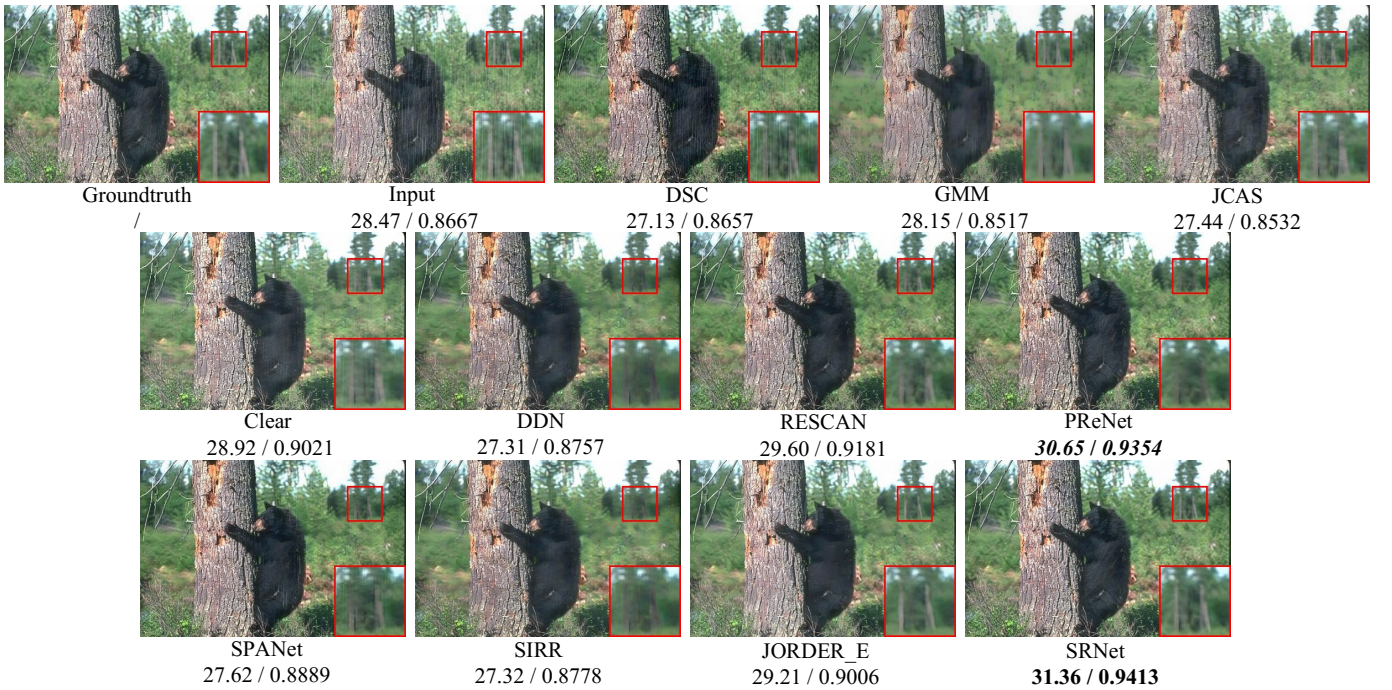 Groundtruth Input DSC GMM JCAS
/ 28.47 / 0.8667 27.13 / 0.8657 28.15 / 0.8517 27.44 / 0.8532
Clear DDN RESCAN PReNet
28.92 / 0.9021 27.31 / 0.8757 29.60 / 0.9181 30.65 / 0.9354
SPANet SIRR JORDER_E SRNet
27.62 / 0.8889 27.32 / 0.8778 29.21 / 0.9006 31.36 / 0.9413